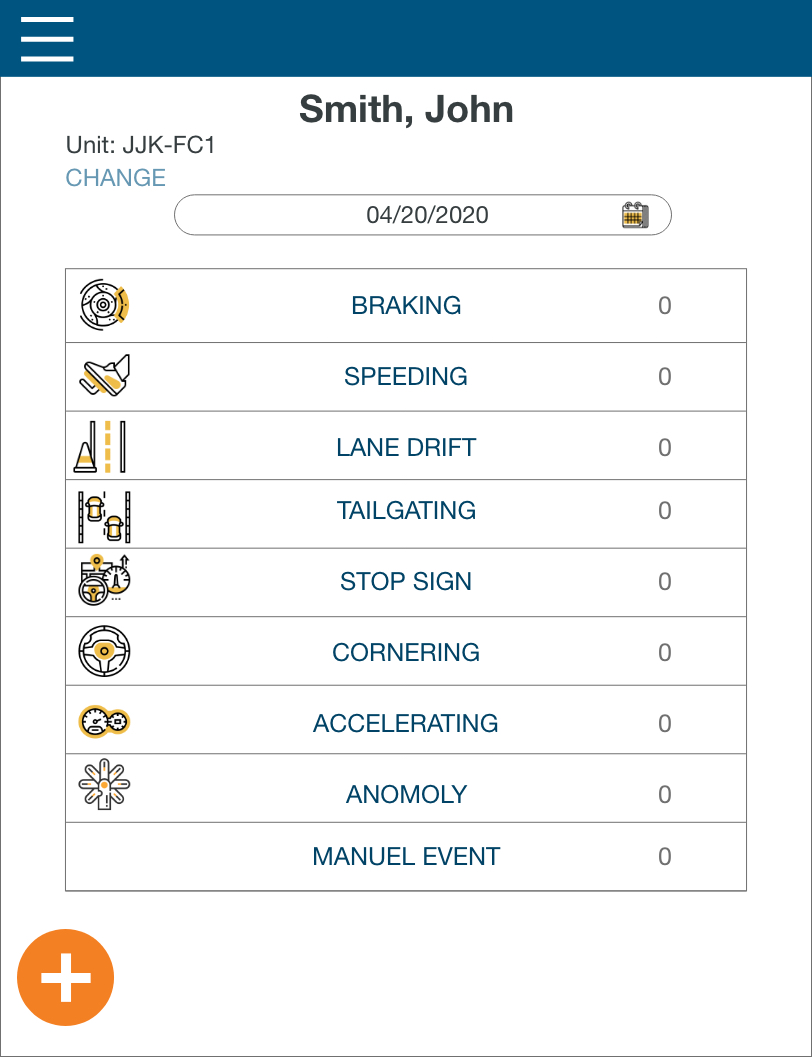 Smith, John
Unit: JJK-FC1
CHANGE
04/20/2020
BRAKING 0
SPEEDING 0
LANE DRIFT 0
TAILGATING 0
STOP SIGN 0
CORNERING 0
ACCELERATING 0
ANOMOLY 0
MANUEL EVENT 0